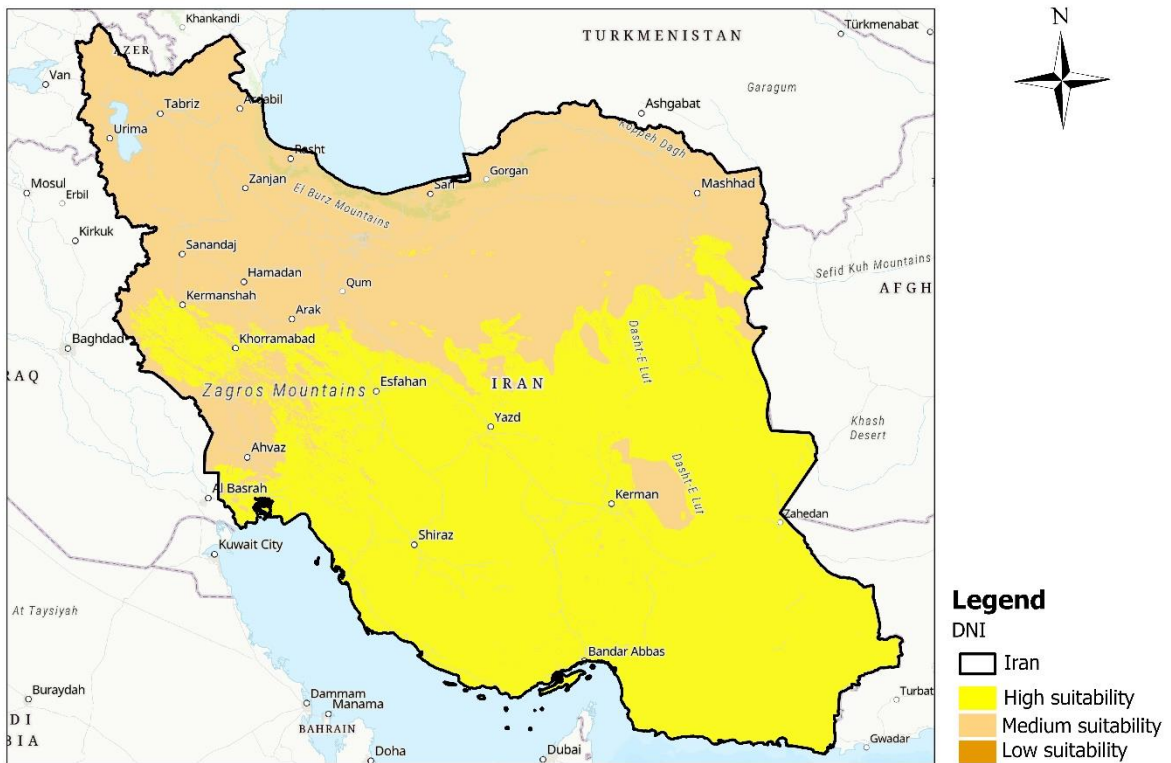 Khankandi
AZER
TURKMENISTAN
Türkmenabat
N
Van
Garagum
Tabriz
Ardabil
Ashgabat
Urima
Koppeh Dagh
Rasht
Gorgan
Mosul
Zanjan
Sari
Mashhad
Erbil
El Burz Mountains
Kirkuk
Sanandaj
Sefid Kuh Mountains
Hamadan
Qum
AFGH
Kermanshah
Arak
Baghdad
Khorramabad
Dasht-E Lut
RAQ
Zagros Mountains
Esfahan
IRAN
Yazd
Khash
Desert
Ahvaz
Dasht-E Lut
Al Basrah
Kerman
Zahedan
Shiraz
Kuwait City
At Taysiyah
Bandar Abbas
Buraydah
Dammam
Manama
BAHRAIN
Turbat
DI
BIA
Doha
Dubai
Gwadar
Legend
DNI
Iran
High suitability
Medium suitability
Low suitability